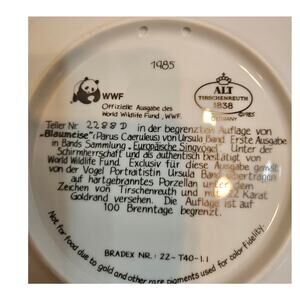 1985
WWF
ALT
TIRSCHENREUTH
1838
GERMANY
©1985
Offizielle Ausgabe des
World Wildlife Fund, WWF.
Teller Nr. 2288D in der begrenzten Auflage von
"Blaumeise" (Parus Caeruleus) von Ursula Band. Erste Ausgabe
in Bands Sammlung „Europäische Singvögel". Unter der
Schirmherrschaft und als authentisch bestätigt von
World Wildlife Fund. Exclusiv für diese Ausgabe gemalt
von der Vogel Portraitistin Ursula Band übertragen
auf hartgebranntes Porzellan unter dem
Zeichen von Tirschenreuth und mit Karat
Goldrand versehen. Die Auflage ist auf
100 Brenntage begrenzt.
Not for food due to gold and other rare pigments used for color fidelity.
BRADEX NR.: 22-T40-1.1